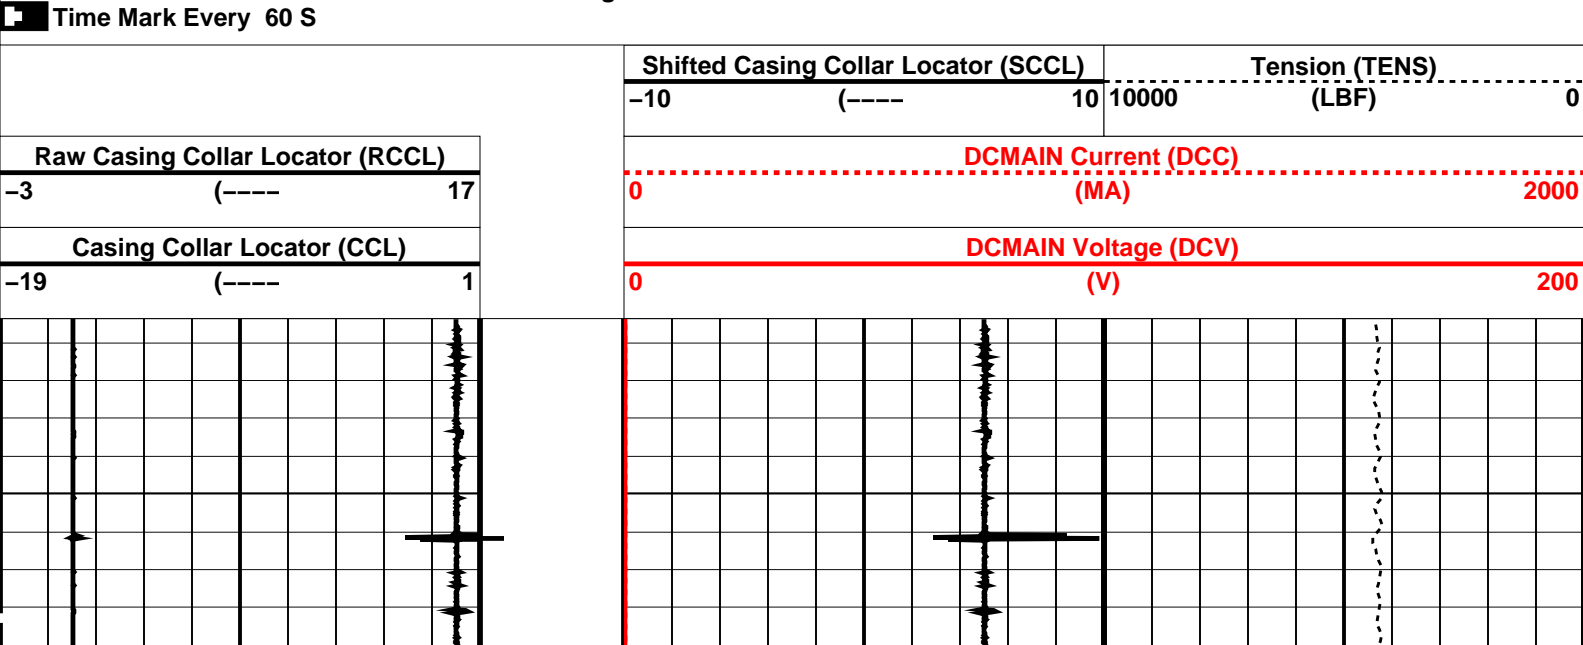 Time Mark Every 60 S
Shifted Casing Collar Locator (SCCL)
−10 (−−−− 10
Tension (TENS)
10000 (LBF) 0
Raw Casing Collar Locator (RCCL)
−3 (−−−− 17
DCMAIN Current (DCC)
0 (MA) 2000
Casing Collar Locator (CCL)
−19 (−−−− 1
DCMAIN Voltage (DCV)
0 (V) 200